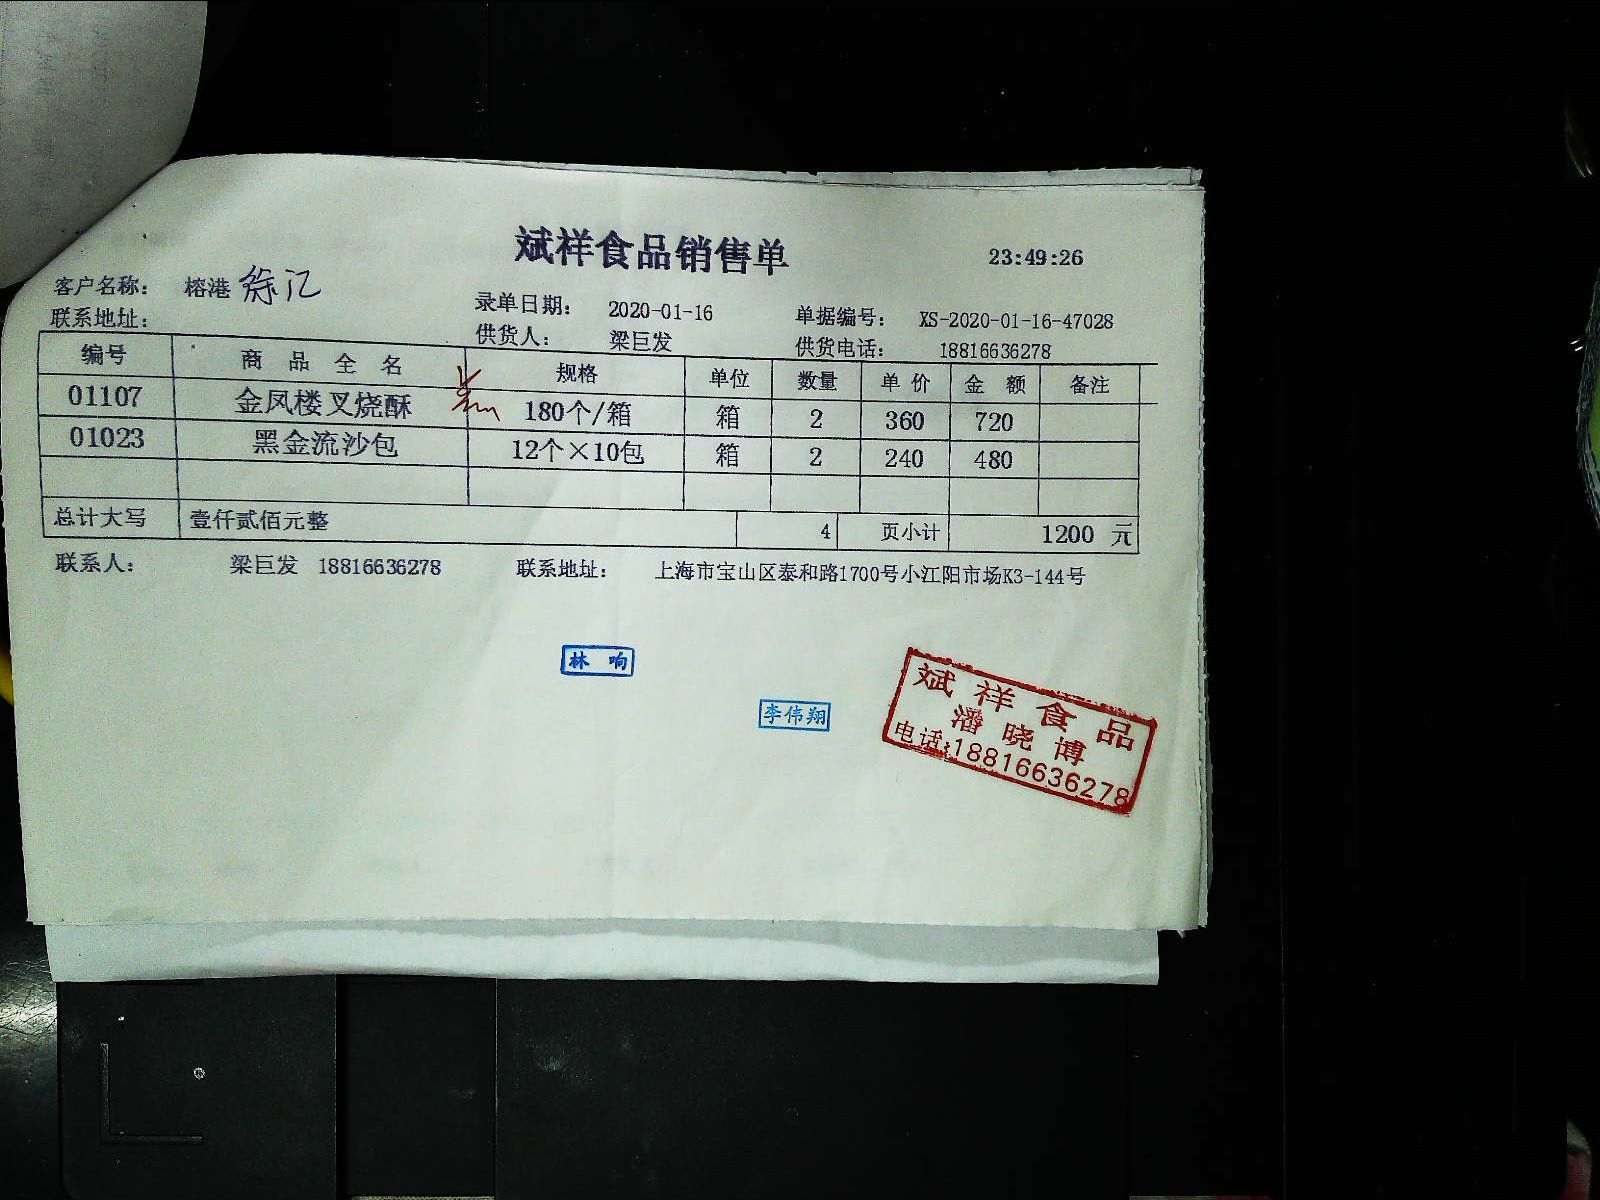 斌祥食品销售单
23:49:26
客户名称： 榕港 徐汇
录单日期： 2020-01-16
单据编号： XS-2020-01-16-47028
联系地址：
供货人： 梁巨发
供货电话： 18816636278
编号 商品全名 规格 单位 数量 单价 金额 备注
01107 金凤楼叉烧酥 180个/箱 箱 2 360 720
01023 黑金流沙包 12个×10包 箱 2 240 480
总计大写 壹仟贰佰元整 4 页小计 1200 元
联系人： 梁巨发 18816636278 联系地址： 上海市宝山区泰和路1700号小江阳市场K3-144号
林响
李伟翔
斌祥食品
潘晓博
电话:18816636278